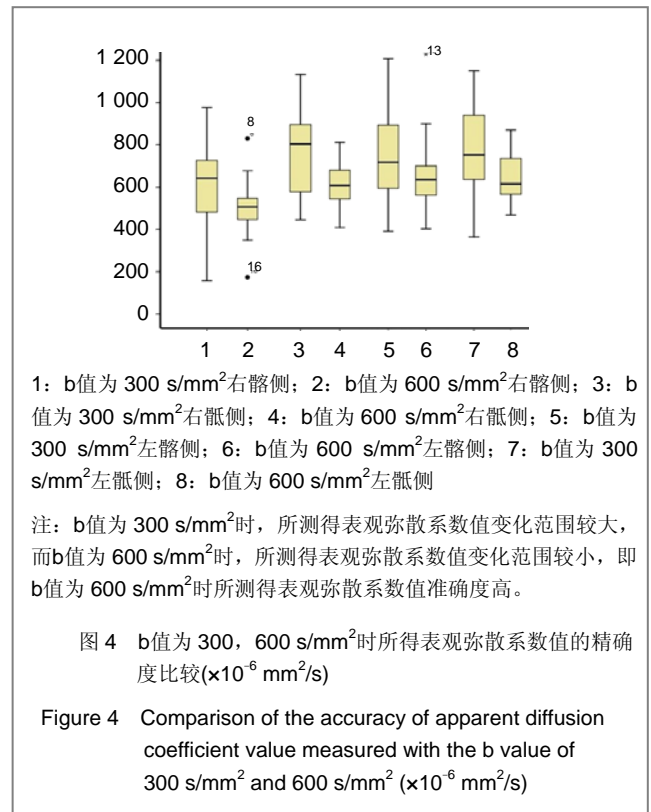 1 200
1 000
800
600
400
200
0
13
8
16
1 2 3 4 5 6 7 8
1：b值为 300 s/mm²右髂侧；2：b值为 600 s/mm²右髂侧；3：b
值为 300 s/mm²右骶侧；4：b值为 600 s/mm²右骶侧；5：b值为
300 s/mm²左髂侧；6：b值为 600 s/mm²左髂侧；7：b值为 300
s/mm²左骶侧；8：b值为 600 s/mm²左骶侧
注：b值为 300 s/mm²时，所测得表观弥散系数值变化范围较大，
而b值为 600 s/mm²时，所测得表观弥散系数值变化范围较小，即
b值为 600 s/mm²时所测得表观弥散系数值准确度高。
图 4 b值为 300，600 s/mm²时所得表观弥散系数值的精确
度比较(×10⁻⁶ mm²/s)
Figure 4 Comparison of the accuracy of apparent diffusion
coefficient value measured with the b value of
300 s/mm² and 600 s/mm² (×10⁻⁶ mm²/s)